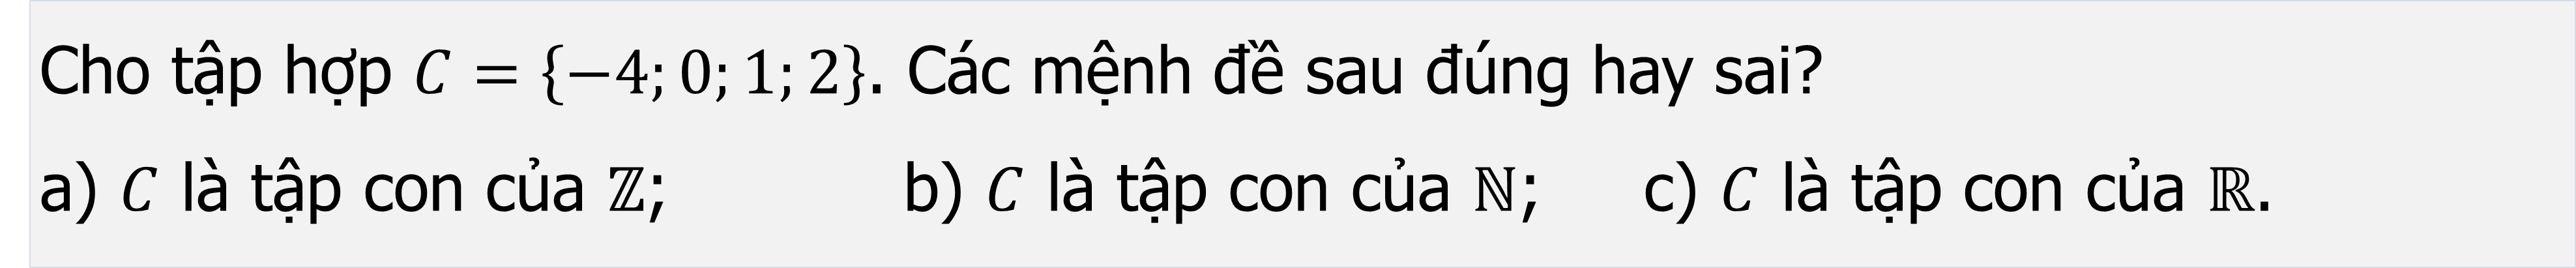 Cho tập hợp C = {−4; 0; 1; 2}. Các mệnh đề sau đúng hay sai?
a) C là tập con của ℤ; b) C là tập con của ℕ; c) C là tập con của ℝ.